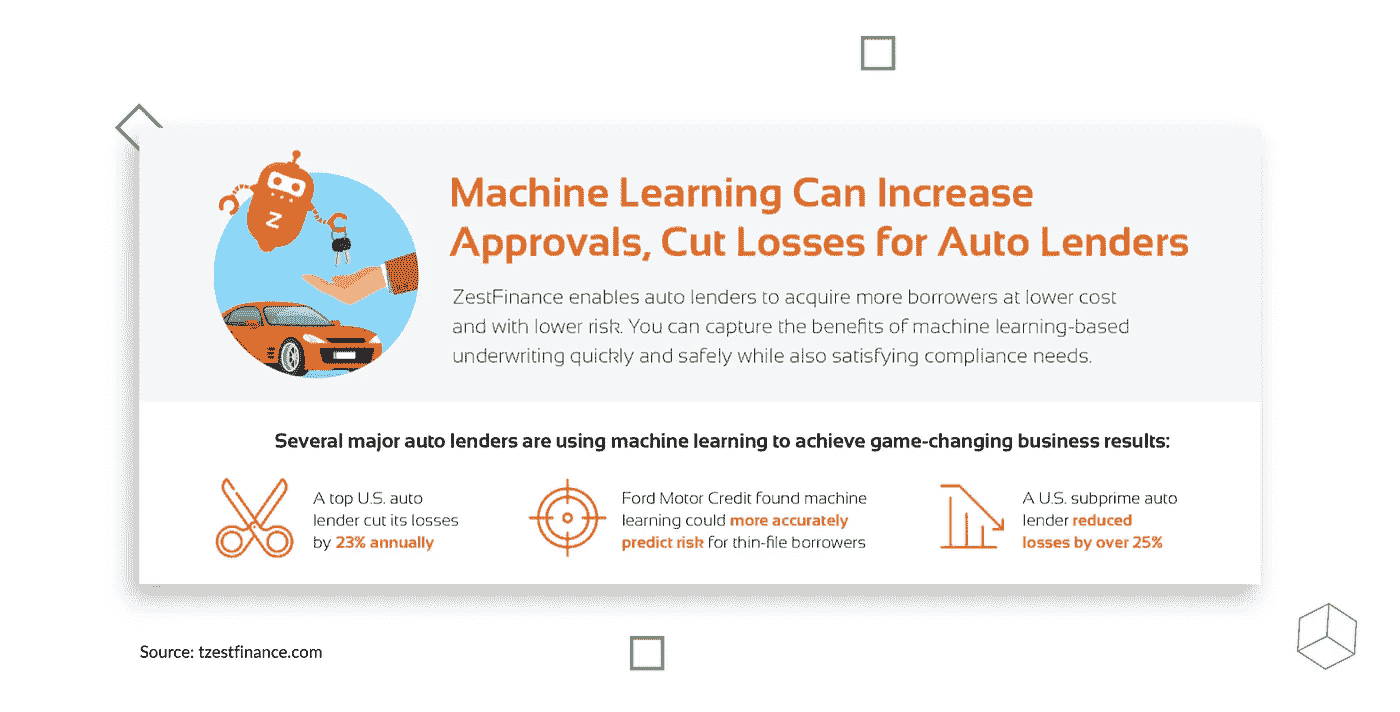 Z
Machine Learning Can Increase
Approvals, Cut Losses for Auto Lenders
ZestFinance enables auto lenders to acquire more borrowers at lower cost
and with lower risk. You can capture the benefits of machine learning-based
underwriting quickly and safely while also satisfying compliance needs.
Several major auto lenders are using machine learning to achieve game-changing business results:
A top U.S. auto
lender cut its losses
by 23% annually
Ford Motor Credit found machine
learning could more accurately
predict risk for thin-file borrowers
A U.S. subprime auto
lender reduced
losses by over 25%
Source: tzestfinance.com